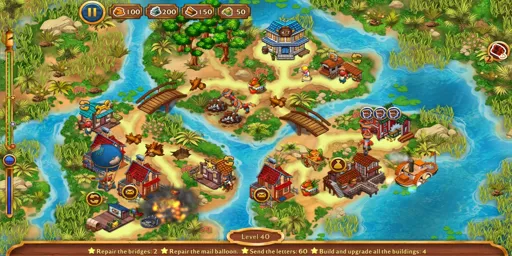 100 200 150 50
Level 40
Repair the bridges: 2 Repair the mail balloon: Send the letters: 60 Build and upgrade all the buildings: 4